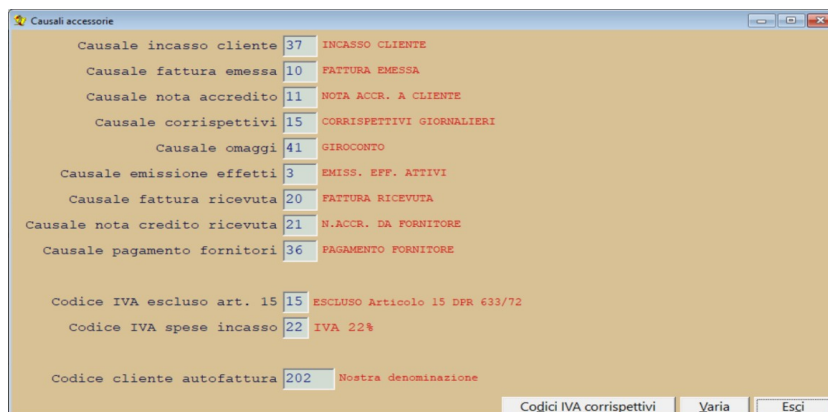 Causali accessorie
Causale incasso cliente 37 INCASSO CLIENTE
Causale fattura emessa 10 FATTURA EMESSA
Causale nota accredito 11 NOTA ACCR. A CLIENTE
Causale corrispettivi 15 CORRISPETTIVI GIORNALIERI
Causale omaggi 41 GIROCONTO
Causale emissione effetti 3 EMISS. EFF. ATTIVI
Causale fattura ricevuta 20 FATTURA RICEVUTA
Causale nota credito ricevuta 21 N.ACCR. DA FORNITORE
Causale pagamento fornitori 36 PAGAMENTO FORNITORE
Codice IVA escluso art. 15 15 ESCLUSO Articolo 15 DPR 633/72
Codice IVA spese incasso 22 IVA 22%
Codice cliente autofattura 202 Nostra denominazione
Codici IVA corrispettivi Varia Esci